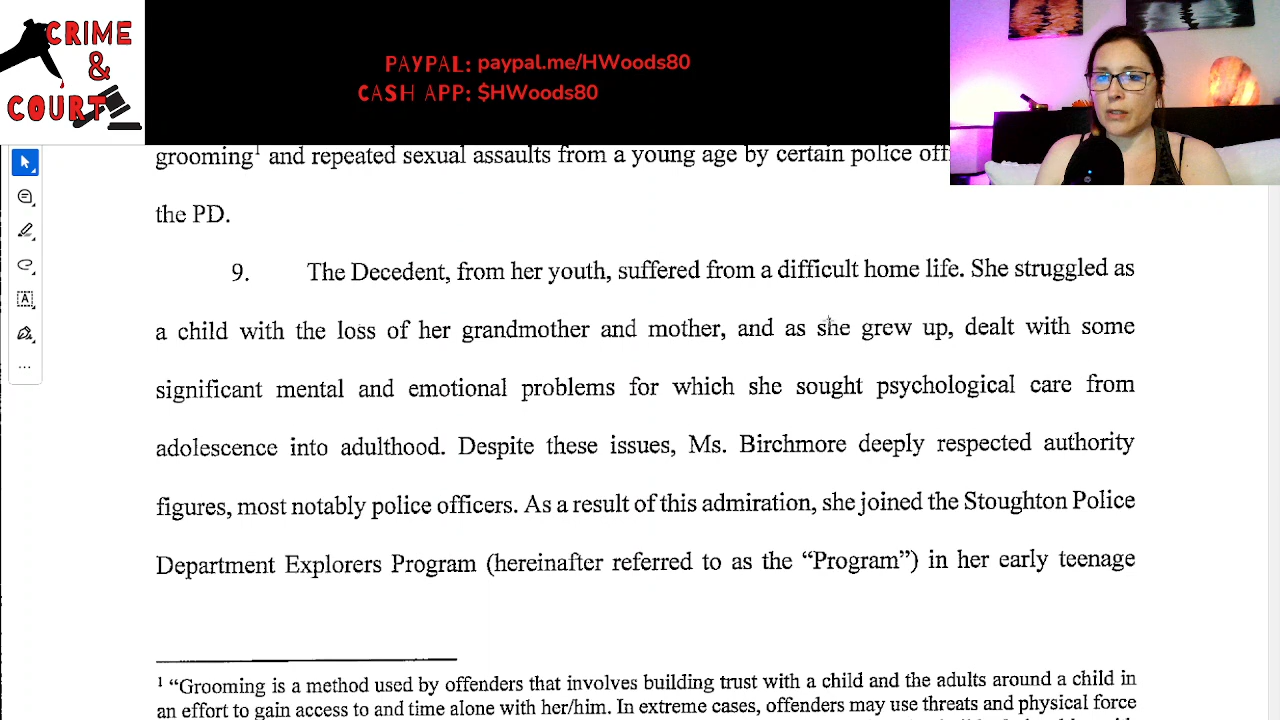 CRIME
&
COURT
PAYPAL: paypal.me/HWoods80
CASH APP: $HWoods80
grooming¹ and repeated sexual assaults from a young age by certain police
the PD.
9. The Decedent, from her youth, suffered from a difficult home life. She struggled as
a child with the loss of her grandmother and mother, and as she grew up, dealt with some
significant mental and emotional problems for which she sought psychological care from
adolescence into adulthood. Despite these issues, Ms. Birchmore deeply respected authority
figures, most notably police officers. As a result of this admiration, she joined the Stoughton Police
Department Explorers Program (hereinafter referred to as the “Program”) in her early teenage
¹ “Grooming is a method used by offenders that involves building trust with a child and the adults around a child in
an effort to gain access to and time alone with her/him. In extreme cases, offenders may use threats and physical force